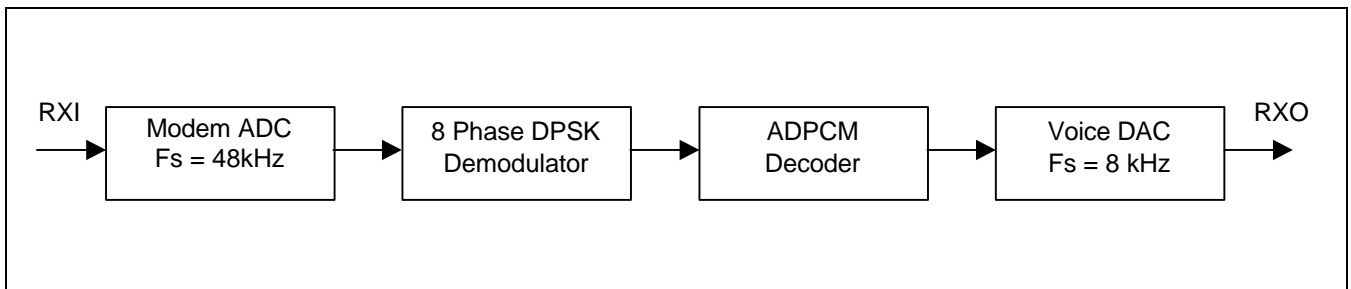 RXI
Modem ADC
Fs = 48kHz
8 Phase DPSK
Demodulator
ADPCM
Decoder
Voice DAC
Fs = 8 kHz
RXO